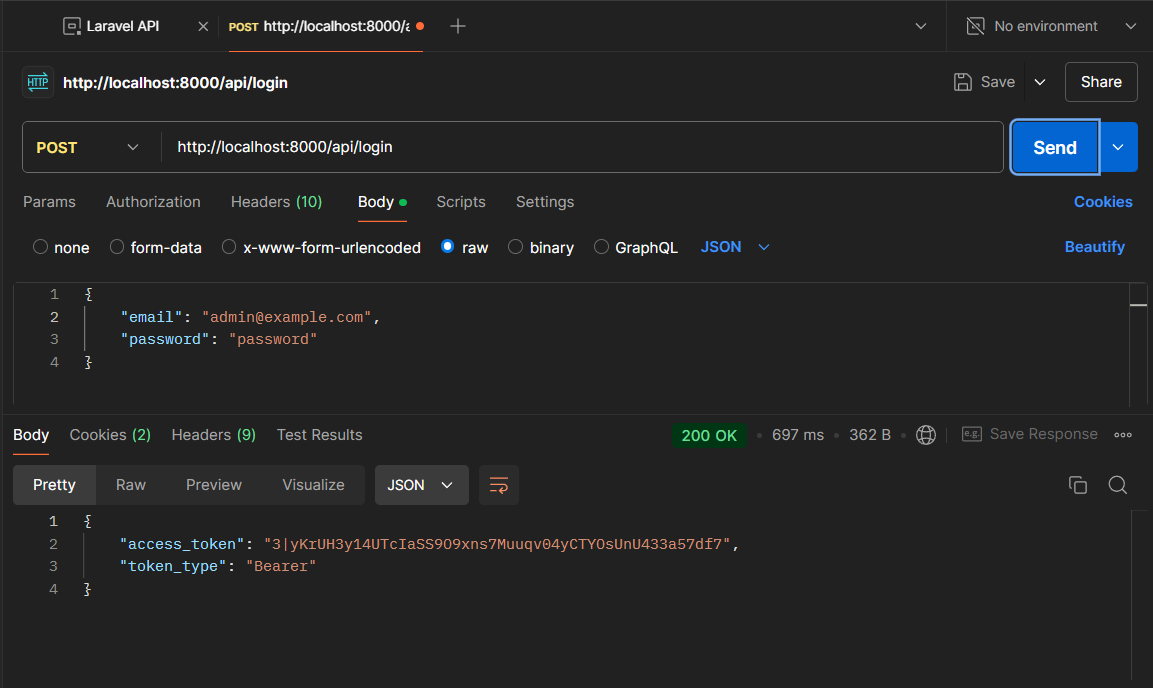 Laravel API
POST http://localhost:8000/a
No environment
HTTP http://localhost:8000/api/login
Save
Share
POST http://localhost:8000/api/login
Send
Params Authorization Headers (10) Body Scripts Settings Cookies
none form-data x-www-form-urlencoded raw binary GraphQL JSON Beautify
1 {
2 "email": "admin@example.com",
3 "password": "password"
4 }
Body Cookies (2) Headers (9) Test Results 200 OK 697 ms 362 B e.g. Save Response
Pretty Raw Preview Visualize JSON
1 {
2 "access_token": "3|yKrUH3y14UTcIaSS9O9xns7Muuqv04yCTYOsUnU433a57df7",
3 "token_type": "Bearer"
4 }